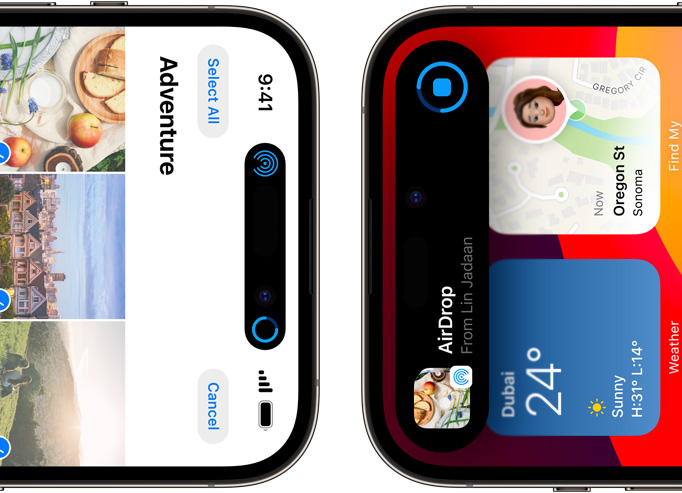 9:41
Select All
Cancel
Adventure
AirDrop
From Lin Jadaan
GREGORY CIR
Now
Oregon St
Sonoma
Find My
Dubai
24°
Sunny
H:31° L:14°
Weather